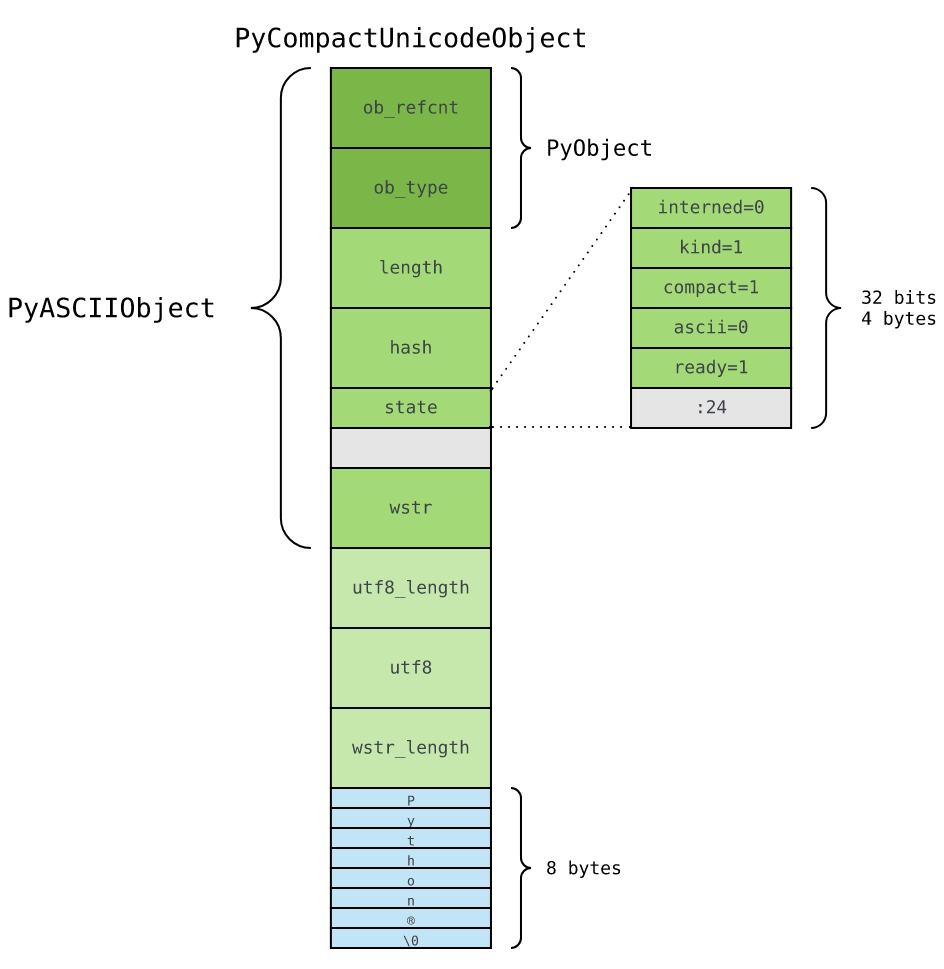 PyCompactUnicodeObject
ob_refcnt
PyObject
ob_type
interned=0
kind=1
length
compact=1
PyASCIIObject
32 bits
4 bytes
ascii=0
hash
ready=1
state
:24
wstr
utf8_length
utf8
wstr_length
P
y
t
h
8 bytes
o
n
®
\0